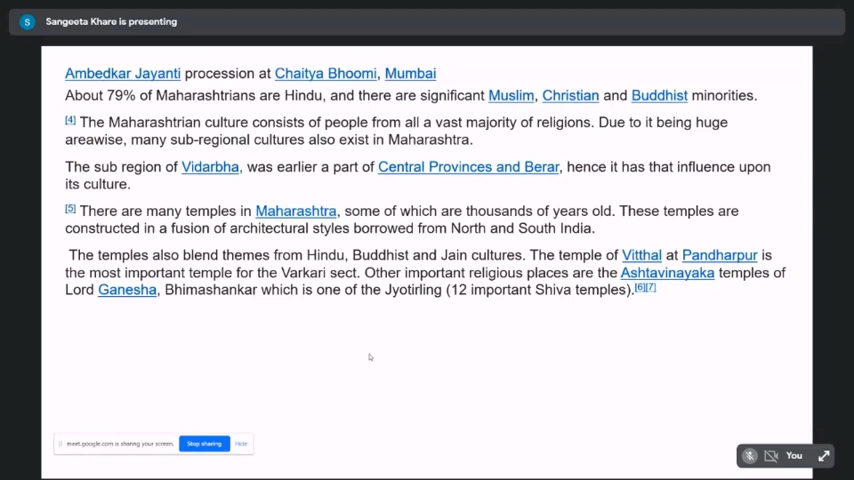 S Sangeeta Khare is presenting
Ambedkar Jayanti procession at Chaitya Bhoomi, Mumbai
About 79% of Maharashtrians are Hindu, and there are significant Muslim, Christian and Buddhist minorities.
[4] The Maharashtrian culture consists of people from all a vast majority of religions. Due to it being huge
areawise, many sub-regional cultures also exist in Maharashtra.
The sub region of Vidarbha, was earlier a part of Central Provinces and Berar, hence it has that influence upon
its culture.
[5] There are many temples in Maharashtra, some of which are thousands of years old. These temples are
constructed in a fusion of architectural styles borrowed from North and South India.
The temples also blend themes from Hindu, Buddhist and Jain cultures. The temple of Vitthal at Pandharpur is
the most important temple for the Varkari sect. Other important religious places are the Ashtavinayaka temples of
Lord Ganesha, Bhimashankar which is one of the Jyotirling (12 important Shiva temples).[6][7]
meet.google.com is sharing your screen. Stop sharing Hide
You